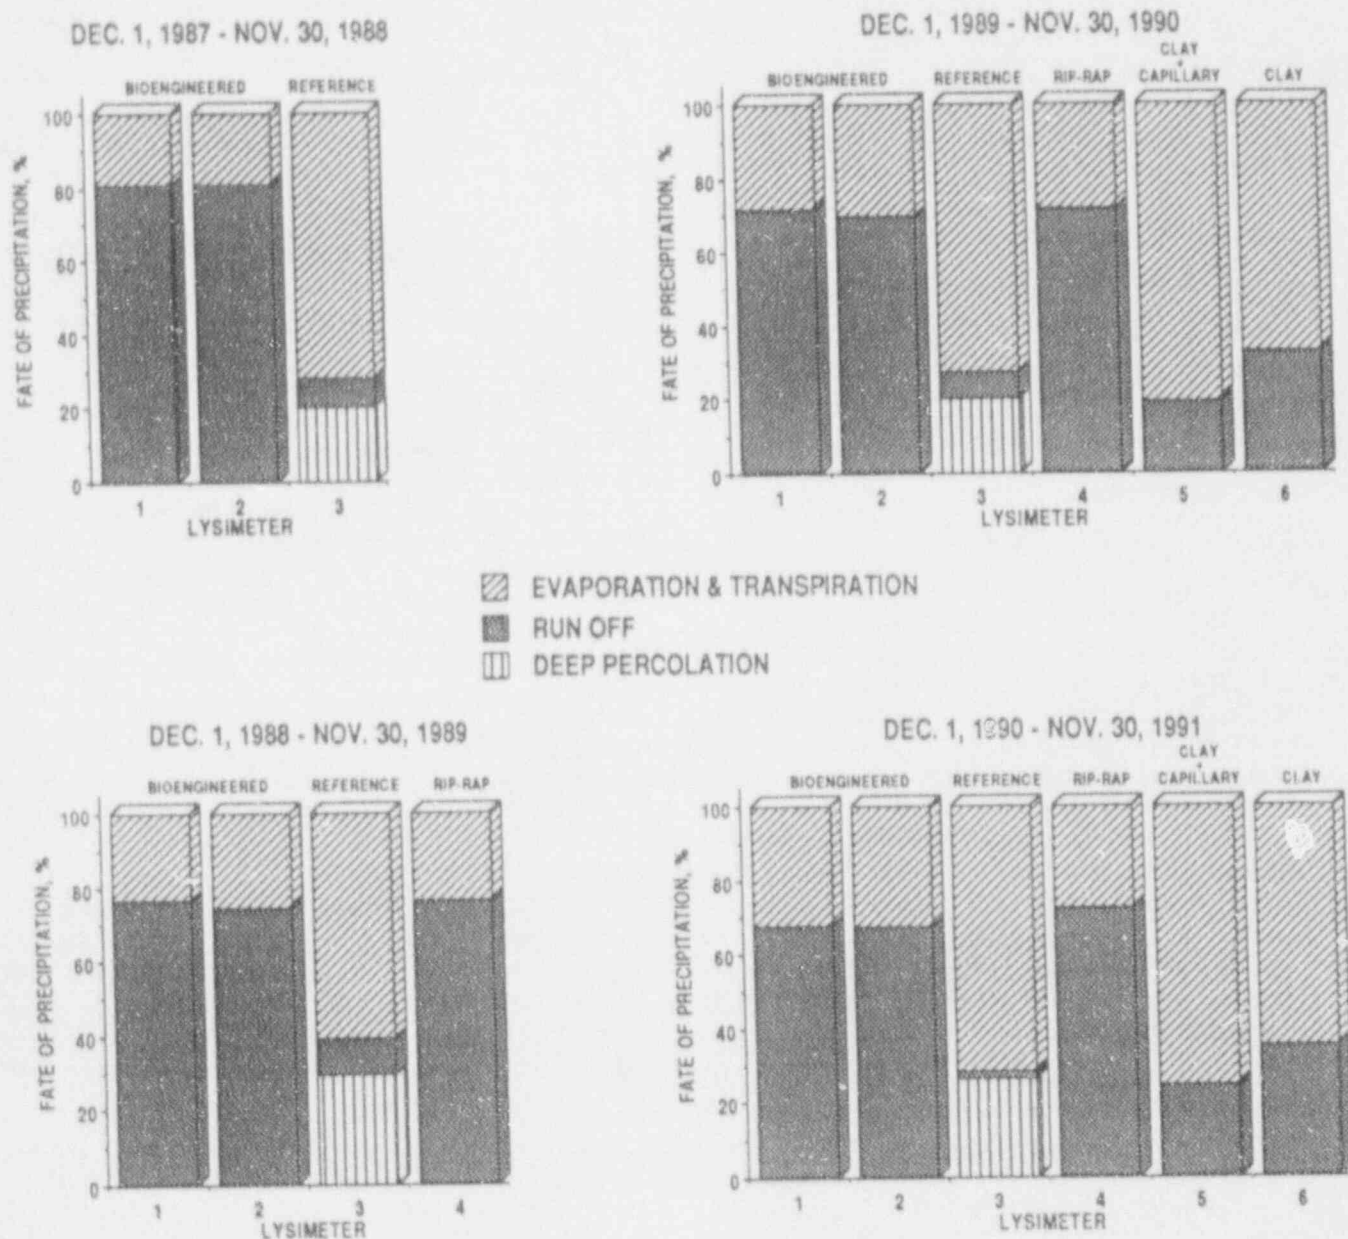 DEC. 1, 1987 - NOV. 30, 1988
BIOENGINEERED REFERENCE
FATE OF PRECIPITATION, %
100
80
60
40
20
0
1 2 3
LYSIMETER
DEC. 1, 1989 - NOV. 30, 1990
BIOENGINEERED REFERENCE RIP-RAP CLAY + CAPILLARY CLAY
FATE OF PRECIPITATION, %
100
80
60
40
20
0
1 2 3 4 5 6
LYSIMETER
EVAPORATION & TRANSPIRATION
RUN OFF
DEEP PERCOLATION
DEC. 1, 1988 - NOV. 30, 1989
BIOENGINEERED REFERENCE RIP-RAP
FATE OF PRECIPITATION, %
100
80
60
40
20
0
1 2 3 4
LYSIMETER
DEC. 1, 1990 - NOV. 30, 1991
BIOENGINEERED REFERENCE RIP-RAP CLAY + CAPILLARY CLAY
FATE OF PRECIPITATION, %
100
80
60
40
20
0
1 2 3 4 5 6
LYSIMETER